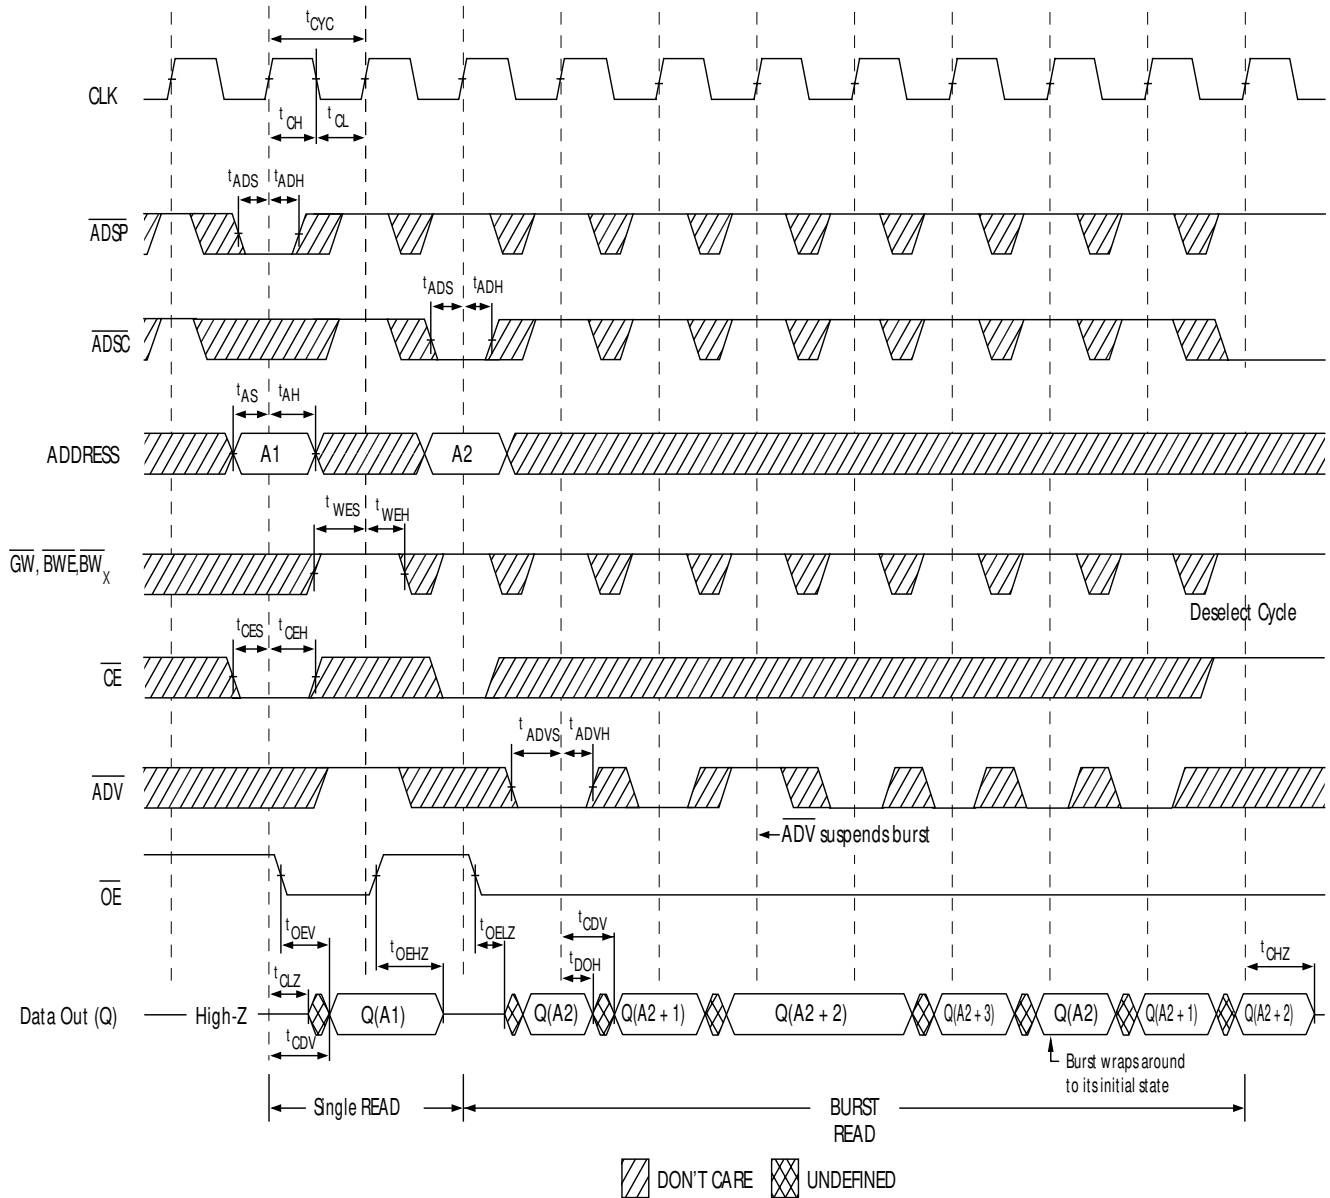 tCYC
CLK
tCH
tCL
tADS
tADH
ADSP
tADS
tADH
ADSC
tAS
tAH
ADDRESS
A1
A2
tWES
tWEH
GW, BWE,BWX
Deselect Cycle
tCES
tCEH
CE
tADVS
tADVH
ADV
ADV suspends burst
OE
tOEV
tOEHZ
tOELZ
tCDV
tDOH
tCLZ
tCHZ
Data Out (Q)
High-Z
Q(A1)
Q(A2)
Q(A2 + 1)
Q(A2 + 2)
Q(A2 + 3)
Q(A2)
Q(A2 + 1)
Q(A2 + 2)
tCDV
Burst wraps around
to its initial state
Single READ
BURST
READ
DON'T CARE
UNDEFINED